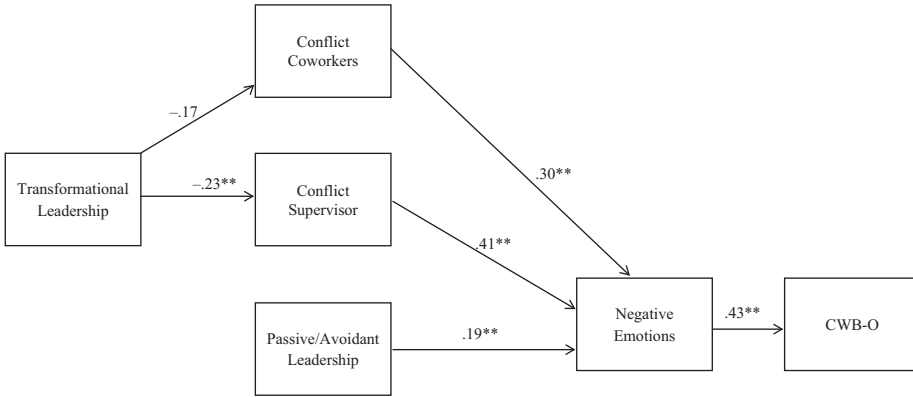 Conflict
Coworkers
–.17
.30**
Transformational
Leadership
–.23**
Conflict
Supervisor
.41**
Passive/Avoidant
Leadership
.19**
Negative
Emotions
.43**
CWB-O